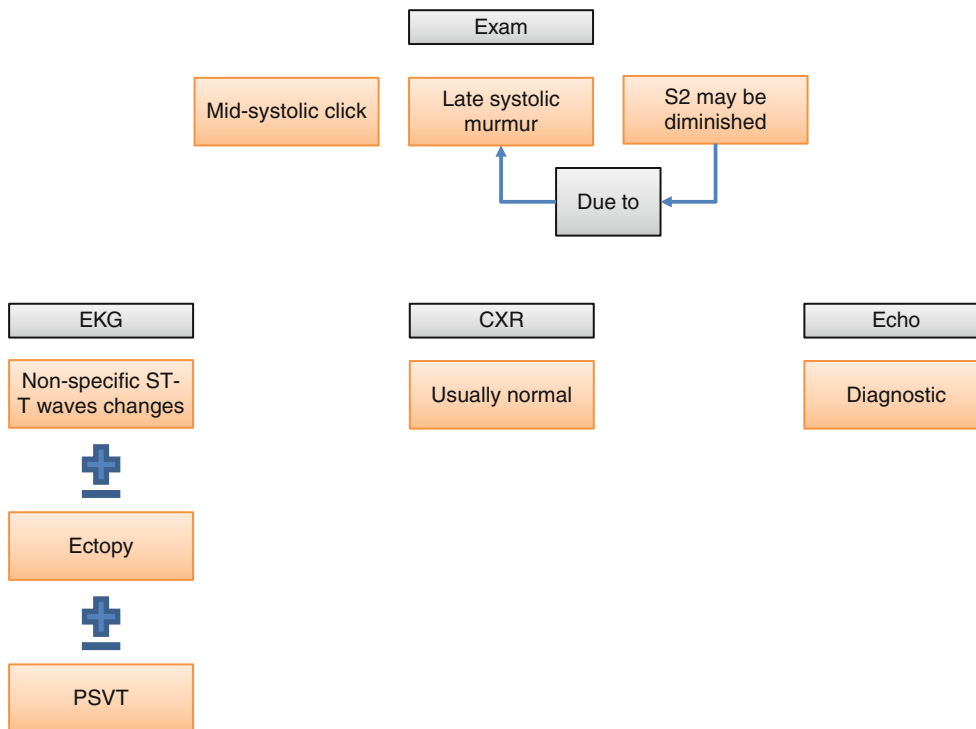 Exam
Mid-systolic click
Late systolic
murmur
S2 may be
diminished
Due to
EKG
Non-specific ST-
T waves changes
Ectopy
PSVT
CXR
Usually normal
Echo
Diagnostic